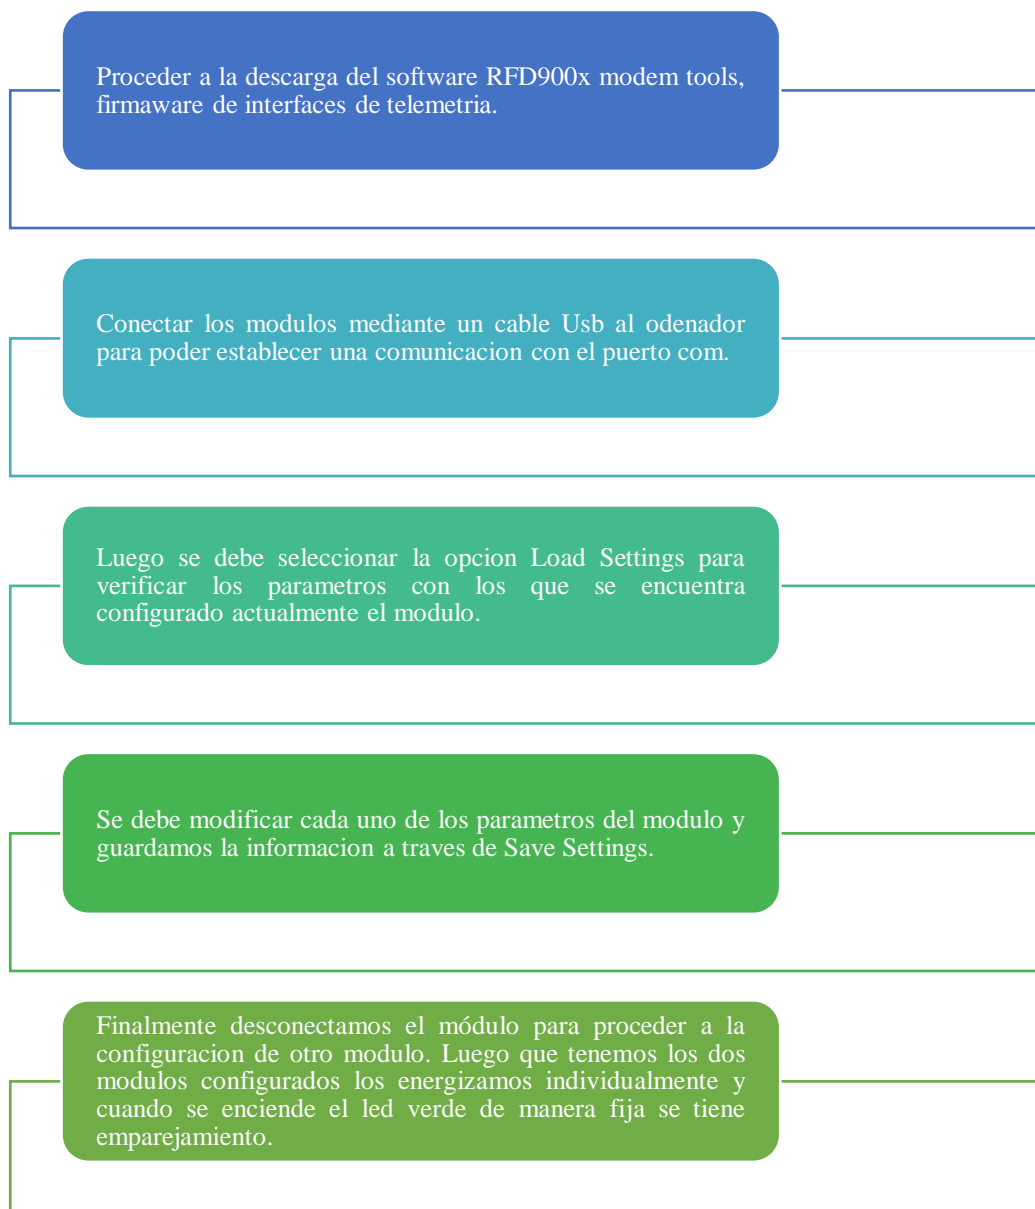 Proceder a la descarga del software RFD900x modem tools,
firmaware de interfaces de telemetria.
Conectar los modulos mediante un cable Usb al odenador
para poder establecer una comunicacion con el puerto com.
Luego se debe seleccionar la opcion Load Settings para
verificar los parametros con los que se encuentra
configurado actualmente el modulo.
Se debe modificar cada uno de los parametros del modulo y
guardamos la informacion a traves de Save Settings.
Finalmente desconectamos el módulo para proceder a la
configuracion de otro modulo. Luego que tenemos los dos
modulos configurados los energizamos individualmente y
cuando se enciende el led verde de manera fija se tiene
emparejamiento.